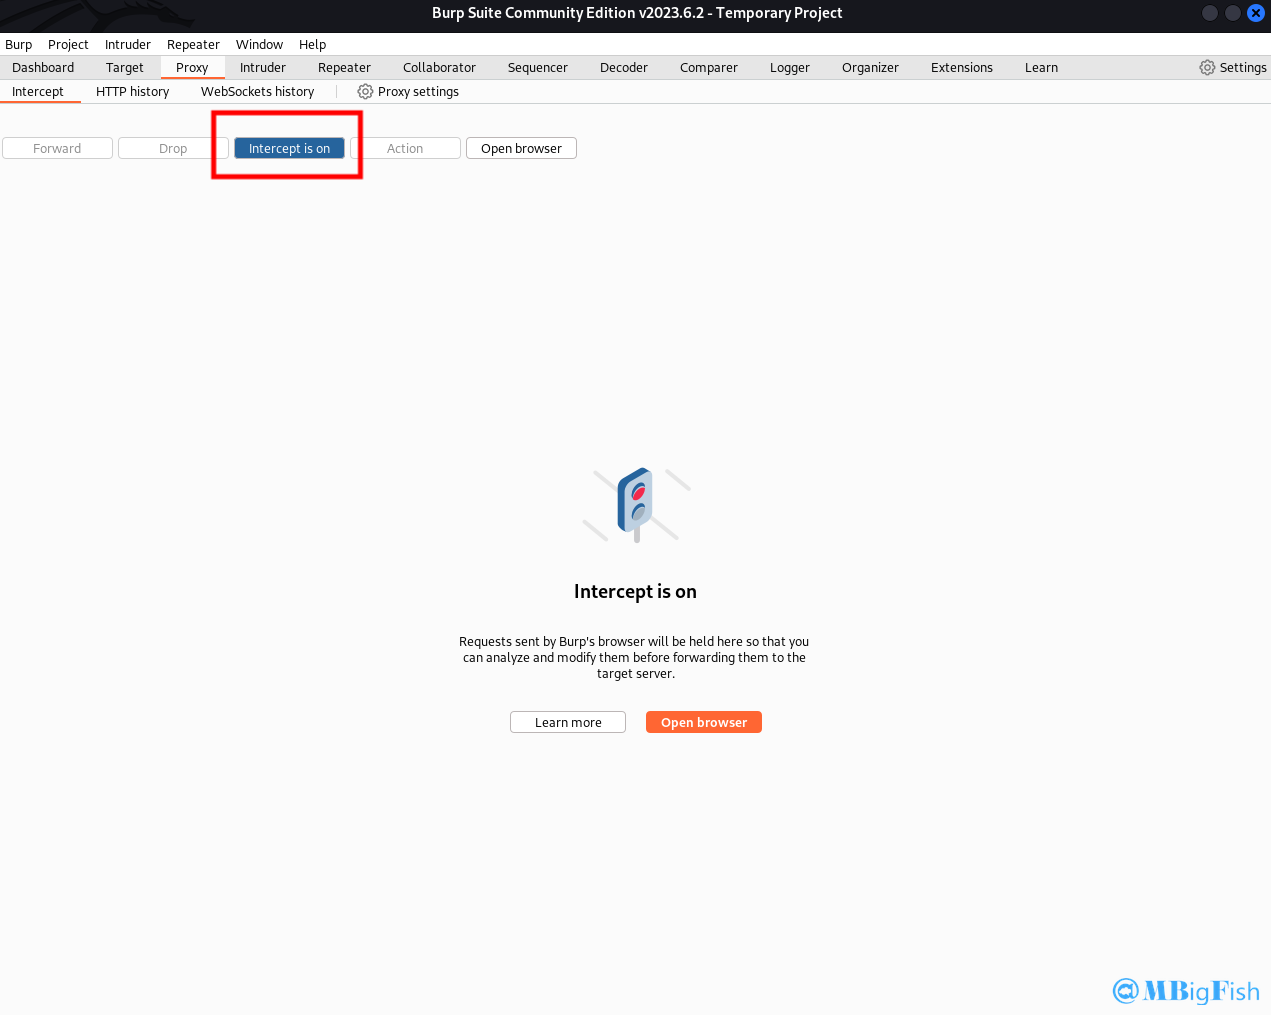 Burp Suite Community Edition v2023.6.2 - Temporary Project
Burp Project Intruder Repeater Window Help
Dashboard Target Proxy Intruder Repeater Collaborator Sequencer Decoder Comparer Logger Organizer Extensions Learn Settings
Intercept HTTP history WebSockets history Proxy settings
Forward Drop Intercept is on Action Open browser
Intercept is on
Requests sent by Burp's browser will be held here so that you
can analyze and modify them before forwarding them to the
target server.
Learn more Open browser
@MBigFish